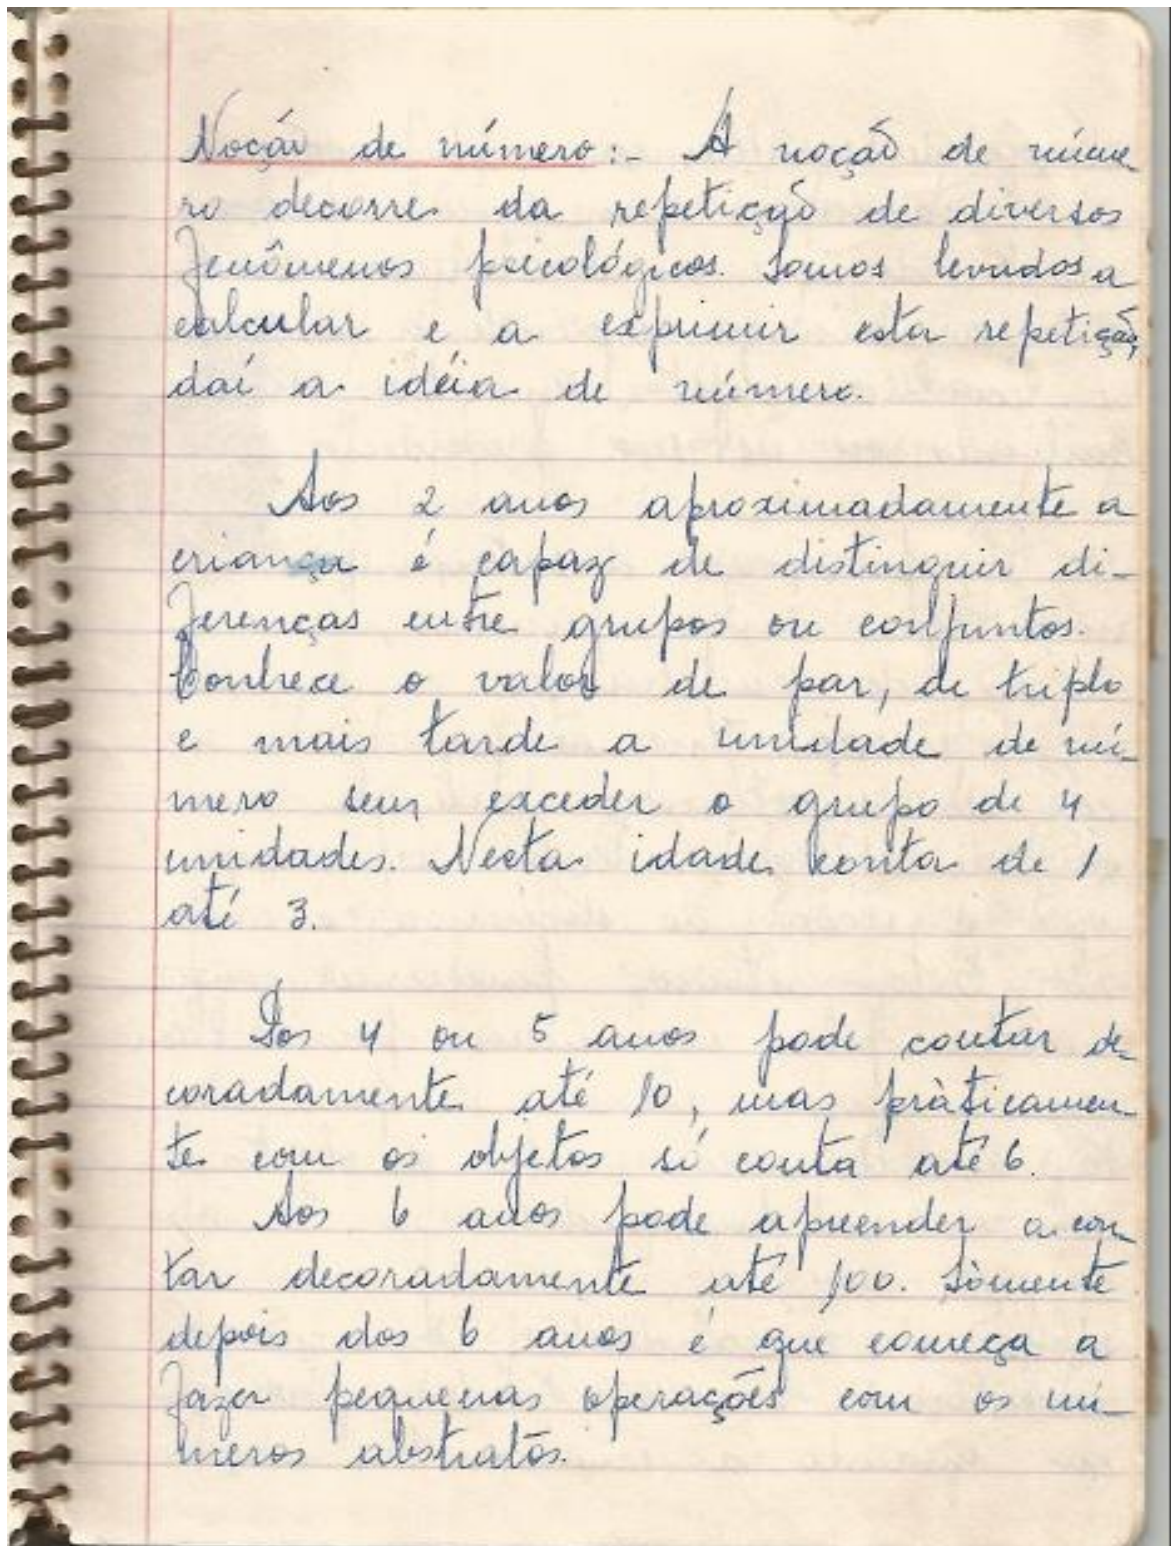 Noção de número:- A noção de núme
ro decorre da repetição de diversos
fenômenos psicológicos. Somos levados a
calcular e a exprimir esta repetição,
daí a idéia de número.
Aos 2 anos aproximadamente a
criança é capaz de distinguir di-
ferenças entre grupos ou conjuntos.
Conhece o valor de par, de triplo
e mais tarde a unidade de nú-
mero sem exceder o grupo de 4
unidades. Nesta idade conta de 1
até 3.
Aos 4 ou 5 anos pode contar de-
coradamente até 10, mas pràticamen-
te com os objetos só conta até 6.
Aos 6 anos pode apreender a con-
tar decoradamente até 100. Sòmente
depois dos 6 anos é que começa a
fazer pequenas operações com os nú-
meros abstratos.